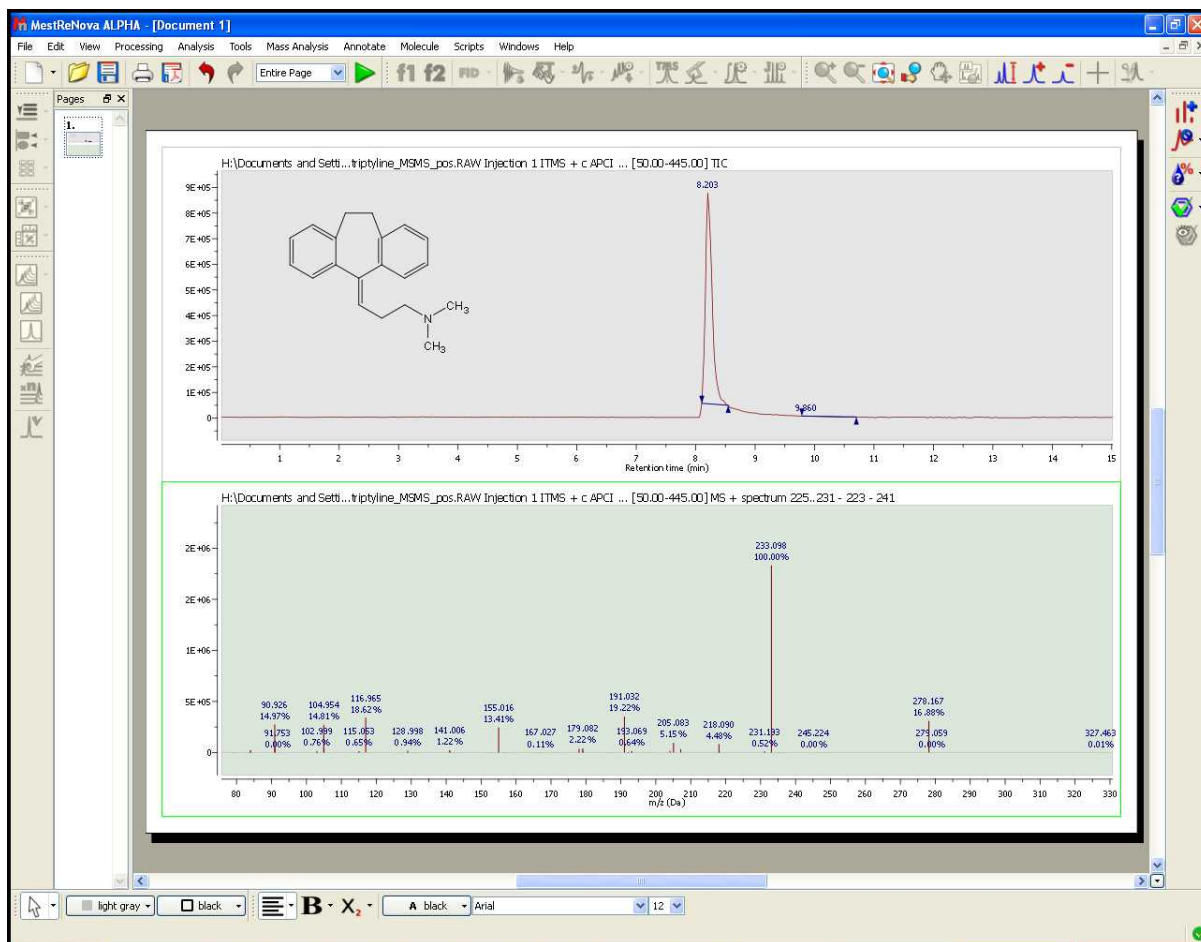 MestReNova ALPHA - [Document 1]
File Edit View Processing Analysis Tools Mass Analysis Annotate Molecule Scripts Windows Help
Entire Page f1 f2 FID TMS
Pages
1.
H:\Documents and Setti...triptyline_MSMS_pos.RAW Injection 1 ITMS + c APCI ... [50.00-445.00] TIC
8.203
9E+05
8E+05
7E+05
6E+05
5E+05
4E+05
3E+05
2E+05
1E+05
0
N
CH3
CH3
9.860
1 2 3 4 5 6 7 8 9 10 11 12 13 14 15
Retention time (min)
H:\Documents and Setti...triptyline_MSMS_pos.RAW Injection 1 ITMS + c APCI ... [50.00-445.00] MS + spectrum 225..231 - 223 - 241
2E+06
2E+06
1E+06
5E+05
0
233.098
100.00%
90.926
14.97%
104.954
14.81%
116.965
18.62%
155.016
13.41%
191.032
19.22%
278.167
16.88%
91.753
0.00%
102.999
0.76%
115.053
0.65%
128.998
0.94%
141.006
1.22%
167.027
0.11%
179.082
2.22%
193.069
0.64%
205.083
5.15%
218.090
4.48%
231.193
0.52%
245.224
0.00%
279.059
0.00%
327.463
0.01%
80 90 100 110 120 130 140 150 160 170 180 190 200 210 220 230 240 250 260 270 280 290 300 310 320 330
m/z (Da)
light gray black B X2 A black Arial 12